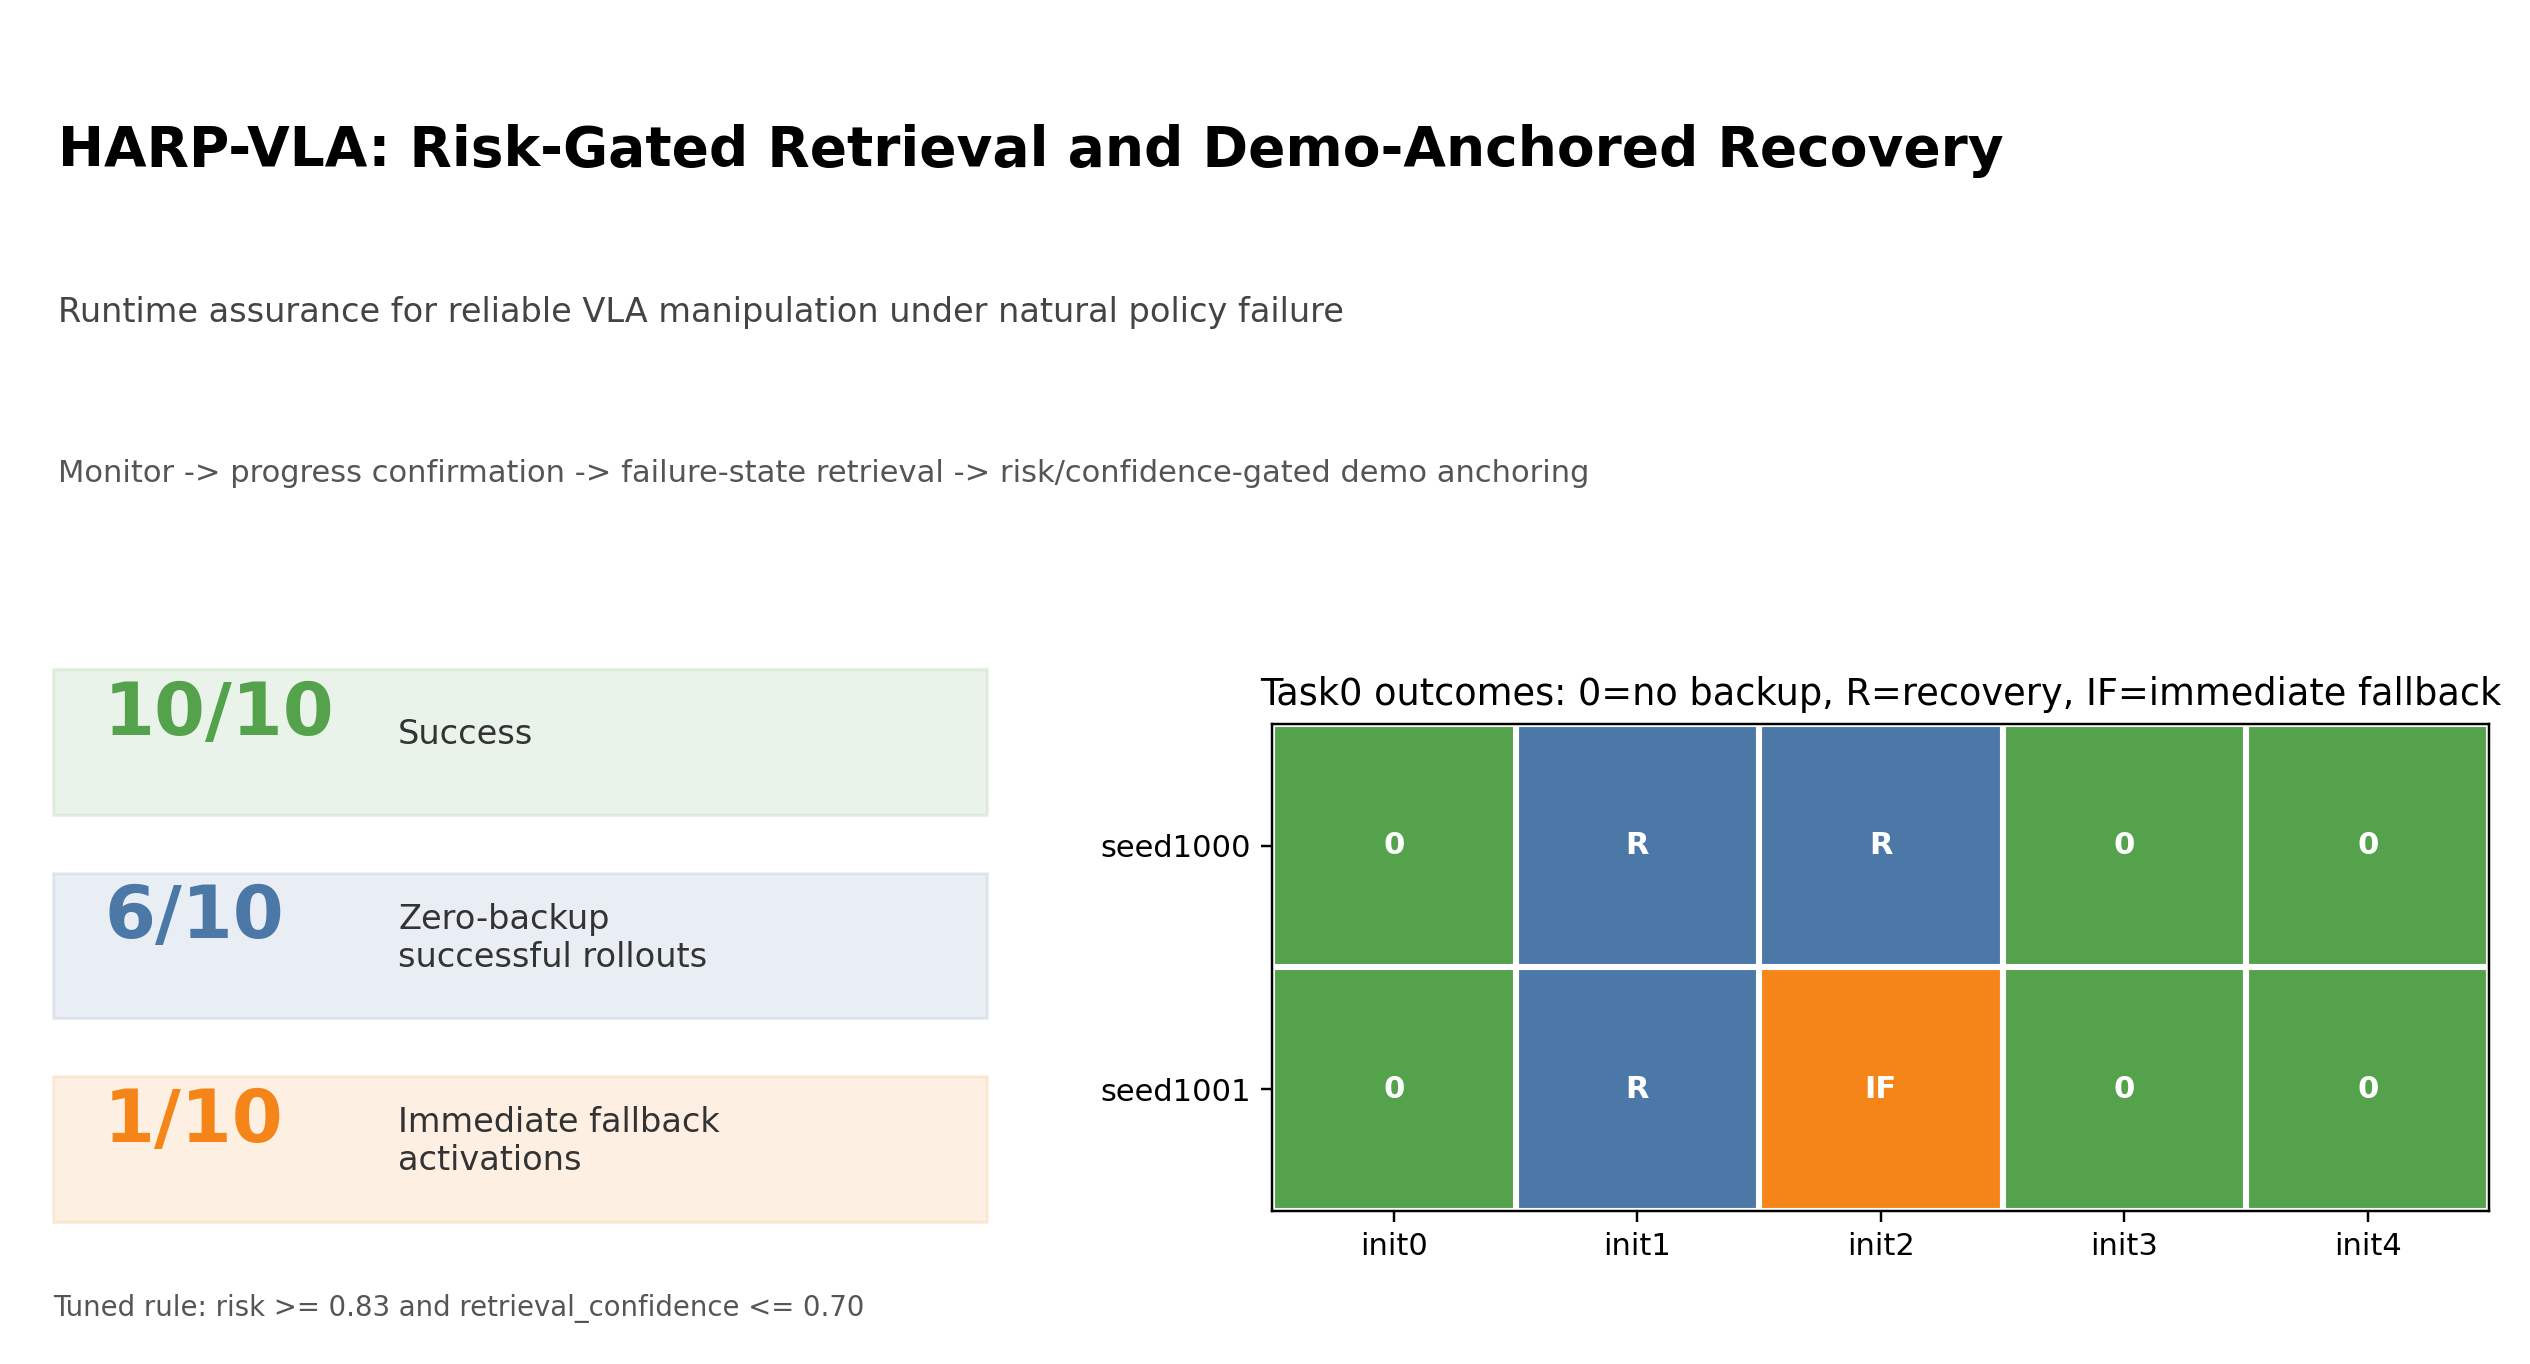 HARP-VLA: Risk-Gated Retrieval and Demo-Anchored Recovery
Runtime assurance for reliable VLA manipulation under natural policy failure
Monitor -> progress confirmation -> failure-state retrieval -> risk/confidence-gated demo anchoring
10/10
Success
6/10
Zero-backup
successful rollouts
1/10
Immediate fallback
activations
Tuned rule: risk >= 0.83 and retrieval_confidence <= 0.70
Task0 outcomes: 0=no backup, R=recovery, IF=immediate fallback
seed1000 0 R R 0 0
seed1001 0 R IF 0 0
init0 init1 init2 init3 init4